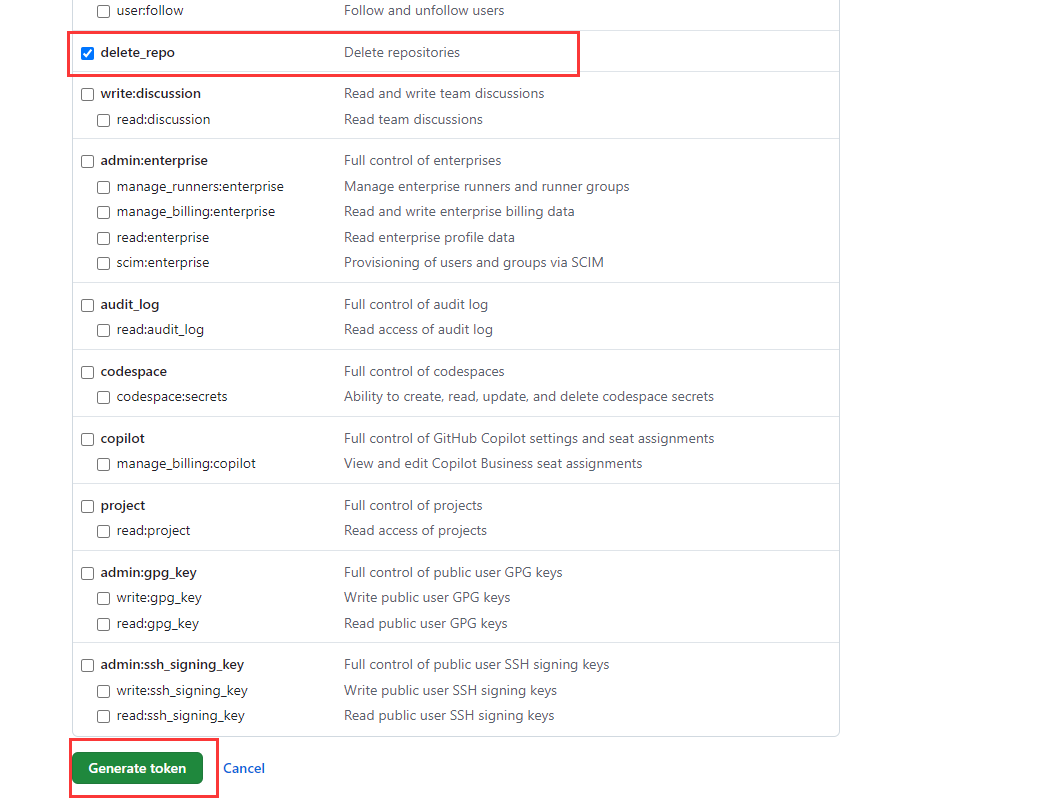 user:follow Follow and unfollow users
delete_repo Delete repositories
write:discussion Read and write team discussions
read:discussion Read team discussions
admin:enterprise Full control of enterprises
manage_runners:enterprise Manage enterprise runners and runner groups
manage_billing:enterprise Read and write enterprise billing data
read:enterprise Read enterprise profile data
scim:enterprise Provisioning of users and groups via SCIM
audit_log Full control of audit log
read:audit_log Read access of audit log
codespace Full control of codespaces
codespace:secrets Ability to create, read, update, and delete codespace secrets
copilot Full control of GitHub Copilot settings and seat assignments
manage_billing:copilot View and edit Copilot Business seat assignments
project Full control of projects
read:project Read access of projects
admin:gpg_key Full control of public user GPG keys
write:gpg_key Write public user GPG keys
read:gpg_key Read public user GPG keys
admin:ssh_signing_key Full control of public user SSH signing keys
write:ssh_signing_key Write public user SSH signing keys
read:ssh_signing_key Read public user SSH signing keys
Generate token Cancel